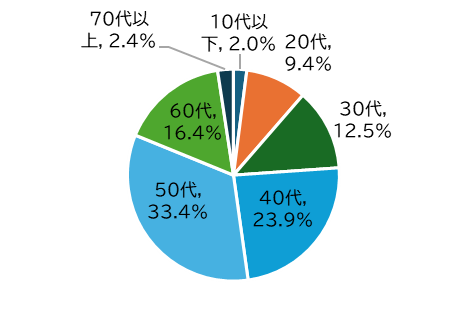 70代以
上, 2.4%
10代以
下, 2.0%
20代,
9.4%
30代,
12.5%
40代,
23.9%
50代,
33.4%
60代,
16.4%